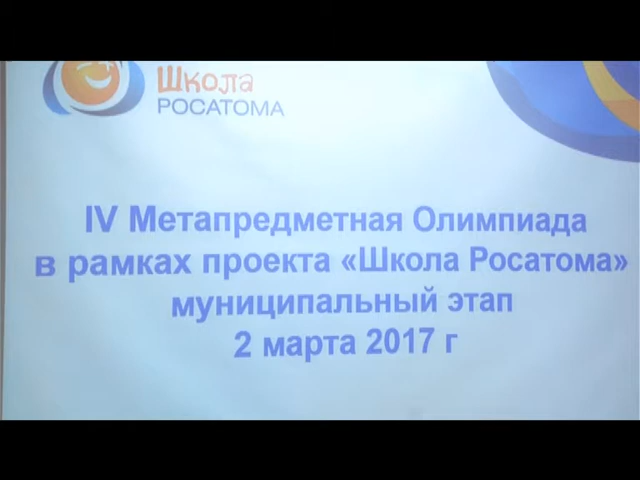 Школа
РОСАТОМА
IV Метапредметная Олимпиада
в рамках проекта «Школа Росатома»
муниципальный этап
2 марта 2017 г